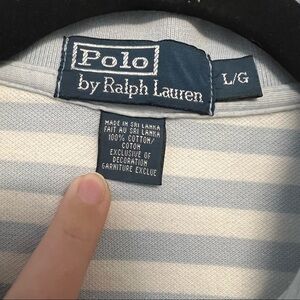 Polo
by Ralph Lauren
L/G
MADE IN SRI LANKA
FAIT AU SRI LANKA
100% COTTON/
COTON
EXCLUSIVE OF
DECORATION
GARNITURE EXCLUE